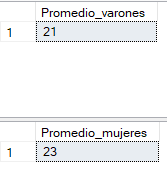 Promedio_varones
1 21
Promedio_mujeres
1 23